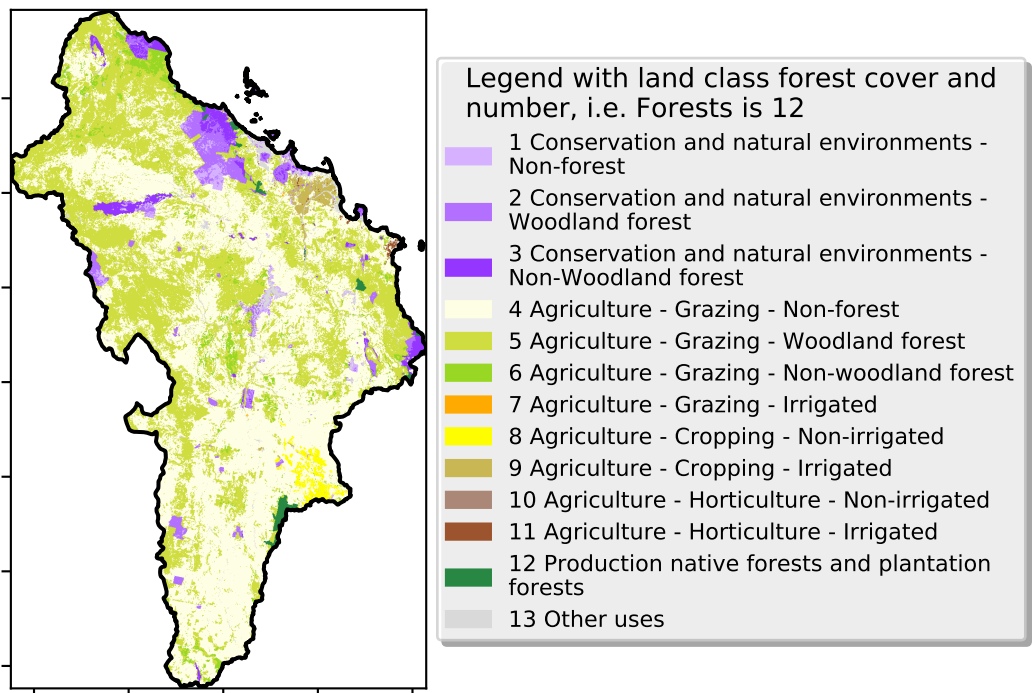 Legend with land class forest cover and
number, i.e. Forests is 12
1 Conservation and natural environments -
Non-forest
2 Conservation and natural environments -
Woodland forest
3 Conservation and natural environments -
Non-Woodland forest
4 Agriculture - Grazing - Non-forest
5 Agriculture - Grazing - Woodland forest
6 Agriculture - Grazing - Non-woodland forest
7 Agriculture - Grazing - Irrigated
8 Agriculture - Cropping - Non-irrigated
9 Agriculture - Cropping - Irrigated
10 Agriculture - Horticulture - Non-irrigated
11 Agriculture - Horticulture - Irrigated
12 Production native forests and plantation
forests
13 Other uses